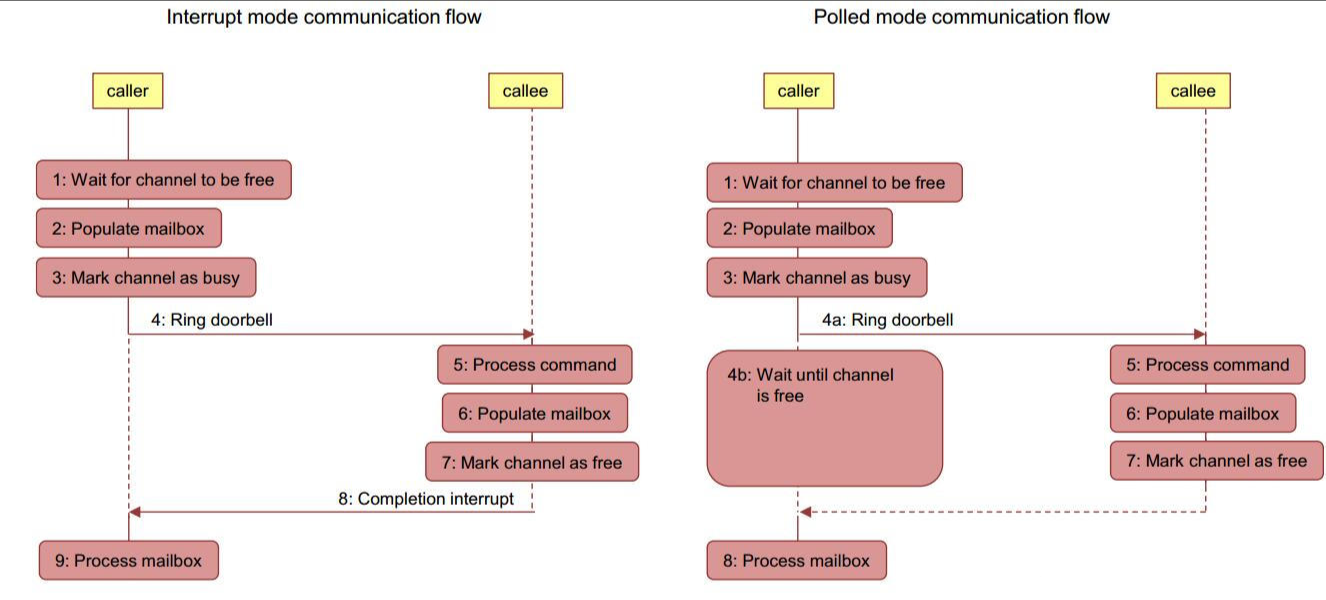 Interrupt mode communication flow
caller
callee
1: Wait for channel to be free
2: Populate mailbox
3: Mark channel as busy
4: Ring doorbell
5: Process command
6: Populate mailbox
7: Mark channel as free
8: Completion interrupt
9: Process mailbox
Polled mode communication flow
caller
callee
1: Wait for channel to be free
2: Populate mailbox
3: Mark channel as busy
4a: Ring doorbell
4b: Wait until channel
is free
5: Process command
6: Populate mailbox
7: Mark channel as free
8: Process mailbox